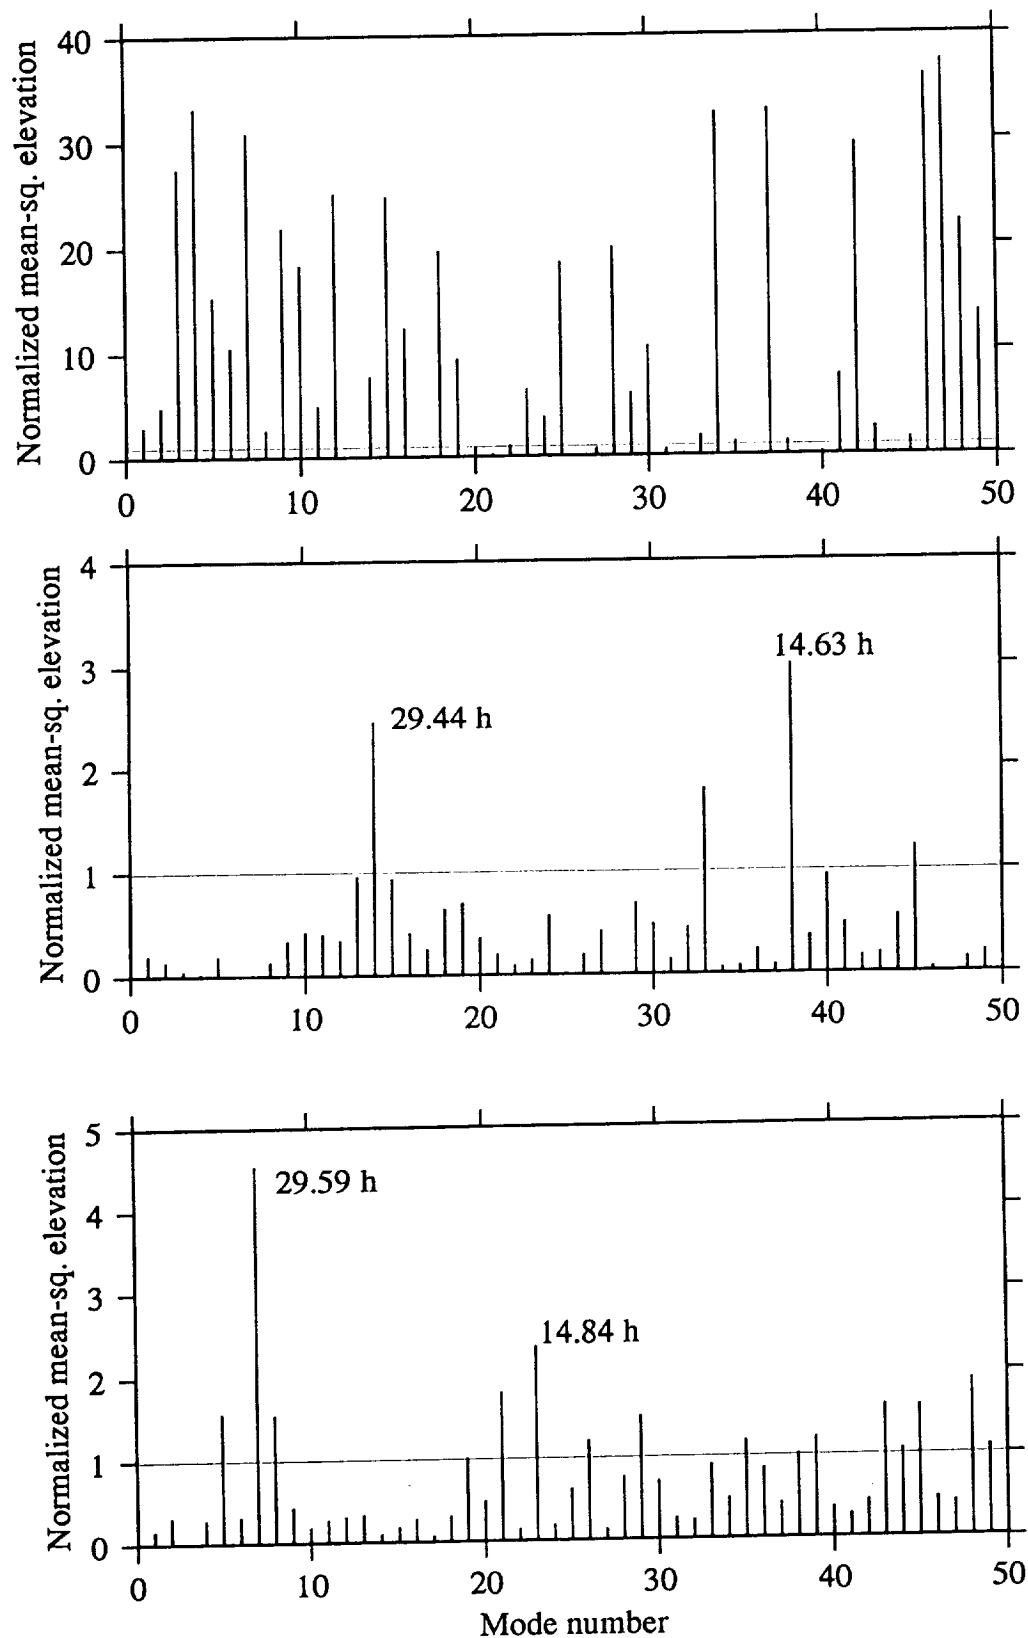 Normalized mean-sq. elevation
40
30
20
10
0
0 10 20 30 40 50
Normalized mean-sq. elevation
4
3
2
1
0
14.63 h
29.44 h
0 10 20 30 40 50
Normalized mean-sq. elevation
5
4
3
2
1
0
29.59 h
14.84 h
0 10 20 30 40 50
Mode number